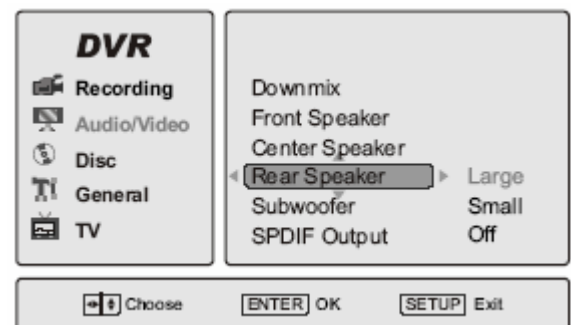 DVR
Recording
Audio/Video
Disc
General
TV
Downmix
Front Speaker
Center Speaker
Rear Speaker Large
Subwoofer Small
SPDIF Output Off
Choose ENTER OK SETUP Exit